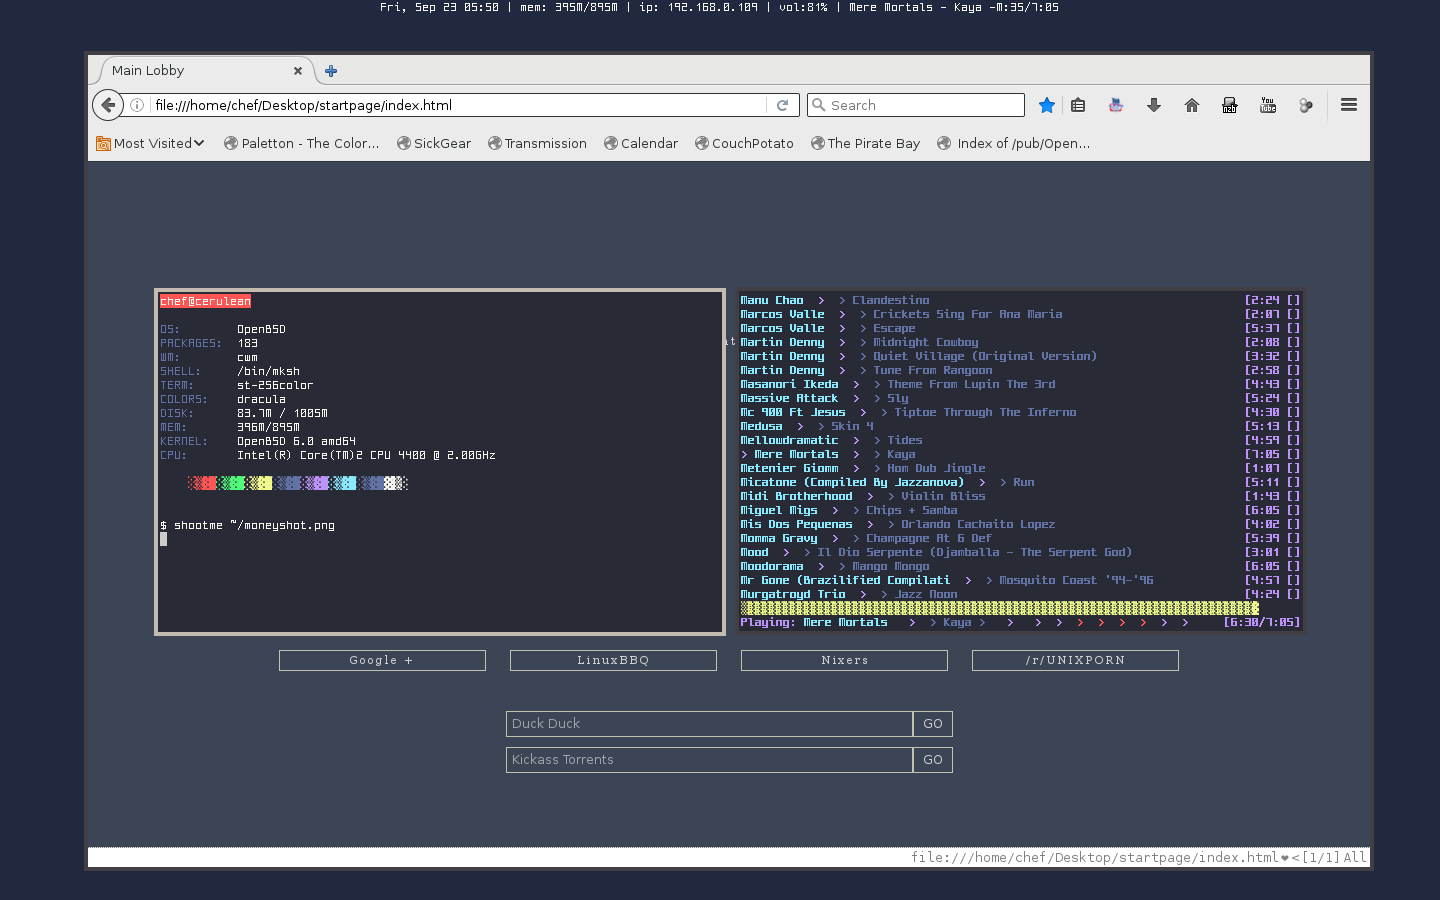 Fri, Sep 23 05:50 | mem: 395M/895M | ip: 192.168.0.109 | vol:81% | Mere Mortals - Kaya -M:35/7:05
Main Lobby
file:///home/chef/Desktop/startpage/index.html
Search
Most Visited
Paletton - The Color...
SickGear
Transmission
Calendar
CouchPotato
The Pirate Bay
Index of /pub/Open...
chef@cerulean
OS: OpenBSD
PACKAGES: 183
WM: cwm
SHELL: /bin/mksh
TERM: st-256color
COLORS: dracula
DISK: 83.7M / 1005M
MEM: 396M/895M
KERNEL: OpenBSD 6.0 amd64
CPU: Intel(R) Core(TM)2 CPU 4400 @ 2.00GHz
$ shootme ~/moneyshot.png
Manu Chao > > Clandestino [2:24 []
Marcos Valle > > Crickets Sing For Ana Maria [2:07 []
Marcos Valle > > Escape [5:37 []
Martin Denny > > Midnight Cowboy [2:08 []
Martin Denny > > Quiet Village (Original Version) [3:32 []
Martin Denny > > Tune From Rangoon [2:58 []
Masanori Ikeda > > Theme From Lupin The 3rd [4:43 []
Massive Attack > > Sly [5:24 []
Mc 900 Ft Jesus > > Tiptoe Through The Inferno [4:30 []
Medusa > > Skin 4 [5:13 []
Mellowdramatic > > Tides [4:59 []
> Mere Mortals > > Kaya [7:05 []
Metenier Giomm > > Hom Dub Jingle [1:07 []
Micatone (Compiled By Jazzanova) > > Run [5:11 []
Midi Brotherhood > > Violin Bliss [1:43 []
Miguel Migs > > Chips + Samba [6:05 []
Mis Dos Pequenas > > Orlando Cachaito Lopez [4:02 []
Momma Gravy > > Champagne At G Def [5:39 []
Mood > > Il Dio Serpente (Djamballa - The Serpent God) [3:01 []
Moodorama > > Mango Mongo [6:05 []
Mr Gone (Brazilified Compilati > > Mosquito Coast '94-'96 [4:57 []
Murgatroyd Trio > > Jazz Noon [4:24 []
Playing: Mere Mortals > > Kaya > > > > > > > > > > [6:30/7:05]
Google +
LinuxBBQ
Nixers
/r/UNIXPORN
Duck Duck GO
Kickass Torrents GO
file:///home/chef/Desktop/startpage/index.html❤<[1/1] All